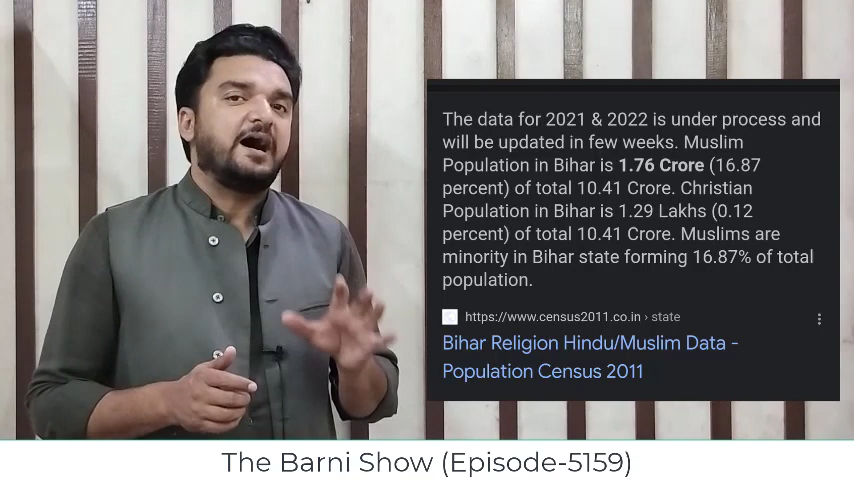 The data for 2021 & 2022 is under process and
will be updated in few weeks. Muslim
Population in Bihar is 1.76 Crore (16.87
percent) of total 10.41 Crore. Christian
Population in Bihar is 1.29 Lakhs (0.12
percent) of total 10.41 Crore. Muslims are
minority in Bihar state forming 16.87% of total
population.
https://www.census2011.co.in › state
Bihar Religion Hindu/Muslim Data -
Population Census 2011
The Barni Show (Episode-5159)